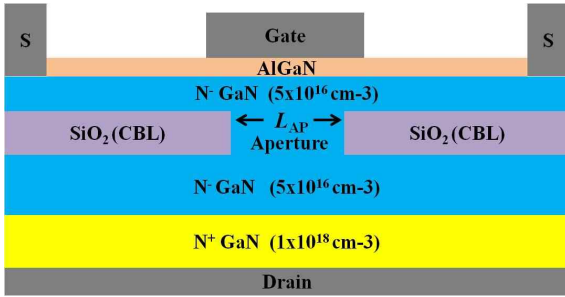 S
Gate
S
AlGaN
N⁻ GaN (5x10¹⁶ cm-3)
SiO₂ (CBL)
L_AP
Aperture
SiO₂ (CBL)
N⁻ GaN (5x10¹⁶ cm-3)
N⁺ GaN (1x10¹⁸ cm-3)
Drain